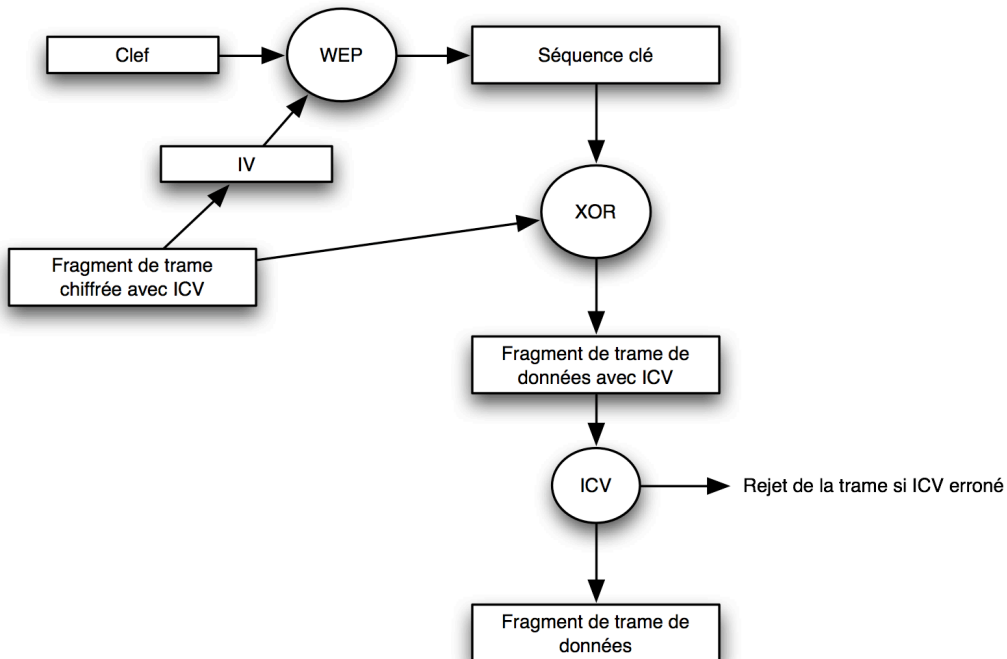 Clef
WEP
Séquence clé
IV
XOR
Fragment de trame
chiffrée avec ICV
Fragment de trame de
données avec ICV
ICV
Rejet de la trame si ICV erroné
Fragment de trame de
données